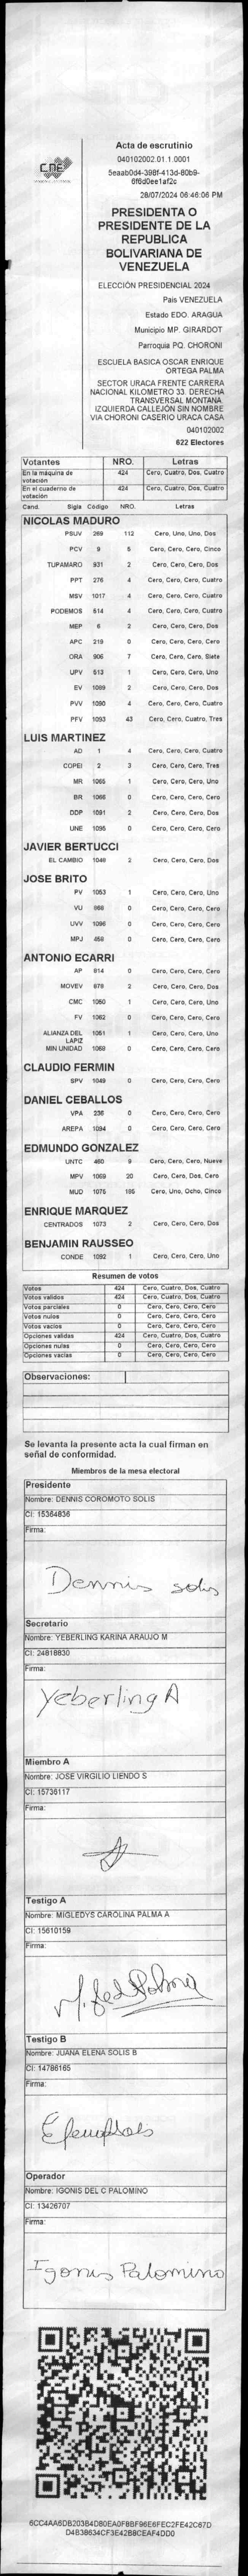 CNE
Acta de escrutinio
040102002.01.1.0001
5eaab0d4-398f-413d-80b9-
6f6d0ee1af2c
28/07/2024 06:46:06 PM
PRESIDENTA O
PRESIDENTE DE LA
REPUBLICA
BOLIVARIANA DE
VENEZUELA
ELECCIÓN PRESIDENCIAL 2024
Pais VENEZUELA
Estado EDO. ARAGUA
Municipio MP. GIRARDOT
Parroquia PQ. CHORONI
ESCUELA BASICA OSCAR ENRIQUE
ORTEGA PALMA
SECTOR URACA FRENTE CARRERA
NACIONAL KILOMETRO 33. DERECHA
TRANSVERSAL MONTANA.
IZQUIERDA CALLEJÓN SIN NOMBRE
VIA CHORONI CASERIO URACA CASA
040102002
622 Electores
Votantes NRO. Letras
En la máquina de votación 424 Cero, Cuatro, Dos, Cuatro
En el cuaderno de votación 424 Cero, Cuatro, Dos, Cuatro
Cand. Sigla Código NRO. Letras
NICOLAS MADURO
PSUV 269 112 Cero, Uno, Uno, Dos
PCV 9 5 Cero, Cero, Cero, Cinco
TUPAMARO 931 2 Cero, Cero, Cero, Dos
PPT 276 4 Cero, Cero, Cero, Cuatro
MSV 1017 4 Cero, Cero, Cero, Cuatro
PODEMOS 514 4 Cero, Cero, Cero, Cuatro
MEP 6 2 Cero, Cero, Cero, Dos
APC 219 0 Cero, Cero, Cero, Cero
ORA 906 7 Cero, Cero, Cero, Siete
UPV 513 1 Cero, Cero, Cero, Uno
EV 1089 2 Cero, Cero, Cero, Dos
PVV 1090 4 Cero, Cero, Cero, Cuatro
PFV 1093 43 Cero, Cero, Cuatro, Tres
LUIS MARTINEZ
AD 1 4 Cero, Cero, Cero, Cuatro
COPEI 2 3 Cero, Cero, Cero, Tres
MR 1065 1 Cero, Cero, Cero, Uno
BR 1066 0 Cero, Cero, Cero, Cero
DDP 1091 2 Cero, Cero, Cero, Dos
UNE 1095 0 Cero, Cero, Cero, Cero
JAVIER BERTUCCI
EL CAMBIO 1046 2 Cero, Cero, Cero, Dos
JOSE BRITO
PV 1053 1 Cero, Cero, Cero, Uno
VU 968 0 Cero, Cero, Cero, Cero
UVV 1096 0 Cero, Cero, Cero, Cero
MPJ 458 0 Cero, Cero, Cero, Cero
ANTONIO ECARRI
AP 914 0 Cero, Cero, Cero, Cero
MOVEV 979 2 Cero, Cero, Cero, Dos
CMC 1050 1 Cero, Cero, Cero, Uno
FV 1062 0 Cero, Cero, Cero, Cero
ALIANZA DEL LAPIZ 1051 1 Cero, Cero, Cero, Uno
MIN UNIDAD 1068 0 Cero, Cero, Cero, Cero
CLAUDIO FERMIN
SPV 1049 0 Cero, Cero, Cero, Cero
DANIEL CEBALLOS
VPA 236 0 Cero, Cero, Cero, Cero
AREPA 1094 0 Cero, Cero, Cero, Cero
EDMUNDO GONZALEZ
UNTC 460 9 Cero, Cero, Cero, Nueve
MPV 1069 20 Cero, Cero, Dos, Cero
MUD 1075 185 Cero, Uno, Ocho, Cinco
ENRIQUE MARQUEZ
CENTRADOS 1073 2 Cero, Cero, Cero, Dos
BENJAMIN RAUSSEO
CONDE 1092 1 Cero, Cero, Cero, Uno
Resumen de votos
Votos 424 Cero, Cuatro, Dos, Cuatro
Votos validos 424 Cero, Cuatro, Dos, Cuatro
Votos parciales 0 Cero, Cero, Cero, Cero
Votos nulos 0 Cero, Cero, Cero, Cero
Votos vacios 0 Cero, Cero, Cero, Cero
Opciones validas 424 Cero, Cuatro, Dos, Cuatro
Opciones nulas 0 Cero, Cero, Cero, Cero
Opciones vacias 0 Cero, Cero, Cero, Cero
Observaciones:
Se levanta la presente acta la cual firman en
señal de conformidad.
Miembros de la mesa electoral
Presidente
Nombre: DENNIS COROMOTO SOLIS
CI: 15364836
Firma:
Dennis solis
Secretario
Nombre: YEBERLING KARINA ARAUJO M
CI: 24818830
Firma:
Yeberling A
Miembro A
Nombre: JOSE VIRGILIO LIENDO S
CI: 15736117
Firma:
Testigo A
Nombre: MIGLEDYS CAROLINA PALMA A
CI: 15610159
Firma:
Testigo B
Nombre: JUANA ELENA SOLIS B
CI: 14786165
Firma:
Operador
Nombre: IGONIS DEL C PALOMINO
CI: 13426707
Firma:
Igonis Palomino
6CC4AA6DB203B4D80EA0F8BF96E6FEC2FE42C67D
D4B38634CF3E42B8CEAF4DD0